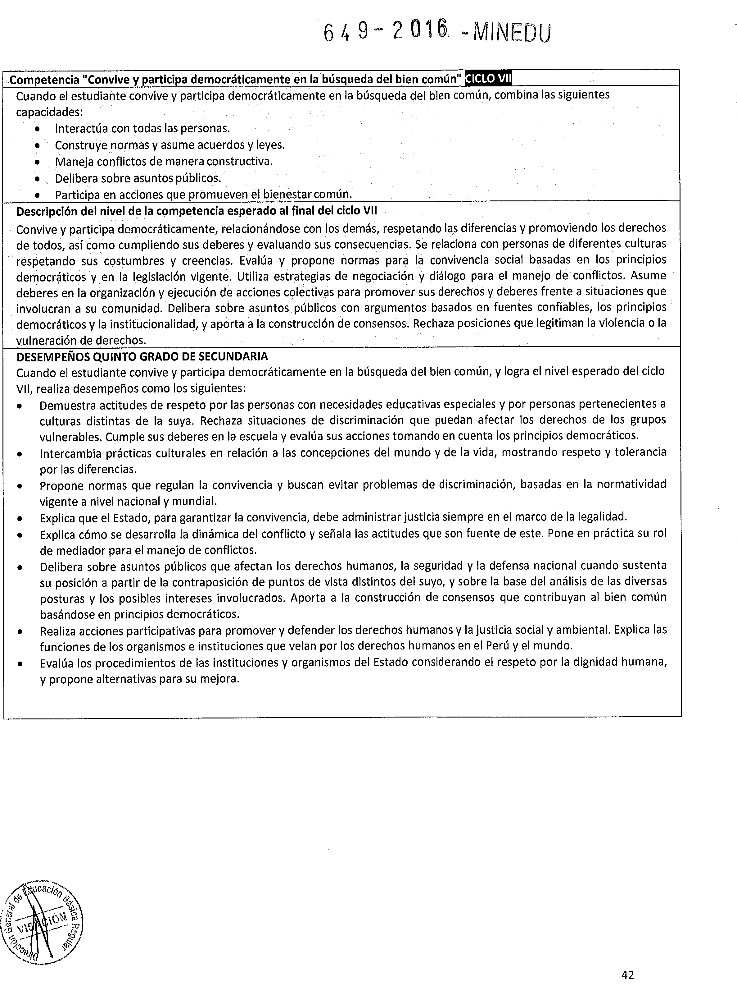 649-2016.-MINEDU
Competencia "Convive y participa democráticamente en la búsqueda del bien común" CICLO VII
Cuando el estudiante convive y participa democráticamente en la búsqueda del bien común, combina las siguientes
capacidades:
• Interactúa con todas las personas.
• Construye normas y asume acuerdos y leyes.
• Maneja conflictos de manera constructiva.
• Delibera sobre asuntos públicos.
• Participa en acciones que promueven el bienestar común.
Descripción del nivel de la competencia esperado al final del ciclo VII
Convive y participa democráticamente, relacionándose con los demás, respetando las diferencias y promoviendo los derechos
de todos, así como cumpliendo sus deberes y evaluando sus consecuencias. Se relaciona con personas de diferentes culturas
respetando sus costumbres y creencias. Evalúa y propone normas para la convivencia social basadas en los principios
democráticos y en la legislación vigente. Utiliza estrategias de negociación y diálogo para el manejo de conflictos. Asume
deberes en la organización y ejecución de acciones colectivas para promover sus derechos y deberes frente a situaciones que
involucran a su comunidad. Delibera sobre asuntos públicos con argumentos basados en fuentes confiables, los principios
democráticos y la institucionalidad, y aporta a la construcción de consensos. Rechaza posiciones que legitiman la violencia o la
vulneración de derechos.
DESEMPEÑOS QUINTO GRADO DE SECUNDARIA
Cuando el estudiante convive y participa democráticamente en la búsqueda del bien común, y logra el nivel esperado del ciclo
VII, realiza desempeños como los siguientes:
• Demuestra actitudes de respeto por las personas con necesidades educativas especiales y por personas pertenecientes a
culturas distintas de la suya. Rechaza situaciones de discriminación que puedan afectar los derechos de los grupos
vulnerables. Cumple sus deberes en la escuela y evalúa sus acciones tomando en cuenta los principios democráticos.
• Intercambia prácticas culturales en relación a las concepciones del mundo y de la vida, mostrando respeto y tolerancia
por las diferencias.
• Propone normas que regulan la convivencia y buscan evitar problemas de discriminación, basadas en la normatividad
vigente a nivel nacional y mundial.
• Explica que el Estado, para garantizar la convivencia, debe administrar justicia siempre en el marco de la legalidad.
• Explica cómo se desarrolla la dinámica del conflicto y señala las actitudes que son fuente de este. Pone en práctica su rol
de mediador para el manejo de conflictos.
• Delibera sobre asuntos públicos que afectan los derechos humanos, la seguridad y la defensa nacional cuando sustenta
su posición a partir de la contraposición de puntos de vista distintos del suyo, y sobre la base del análisis de las diversas
posturas y los posibles intereses involucrados. Aporta a la construcción de consensos que contribuyan al bien común
basándose en principios democráticos.
• Realiza acciones participativas para promover y defender los derechos humanos y la justicia social y ambiental. Explica las
funciones de los organismos e instituciones que velan por los derechos humanos en el Perú y el mundo.
• Evalúa los procedimientos de las instituciones y organismos del Estado considerando el respeto por la dignidad humana,
y propone alternativas para su mejora.
Dirección General de Educación Básica Regular
VISACIÓN
42